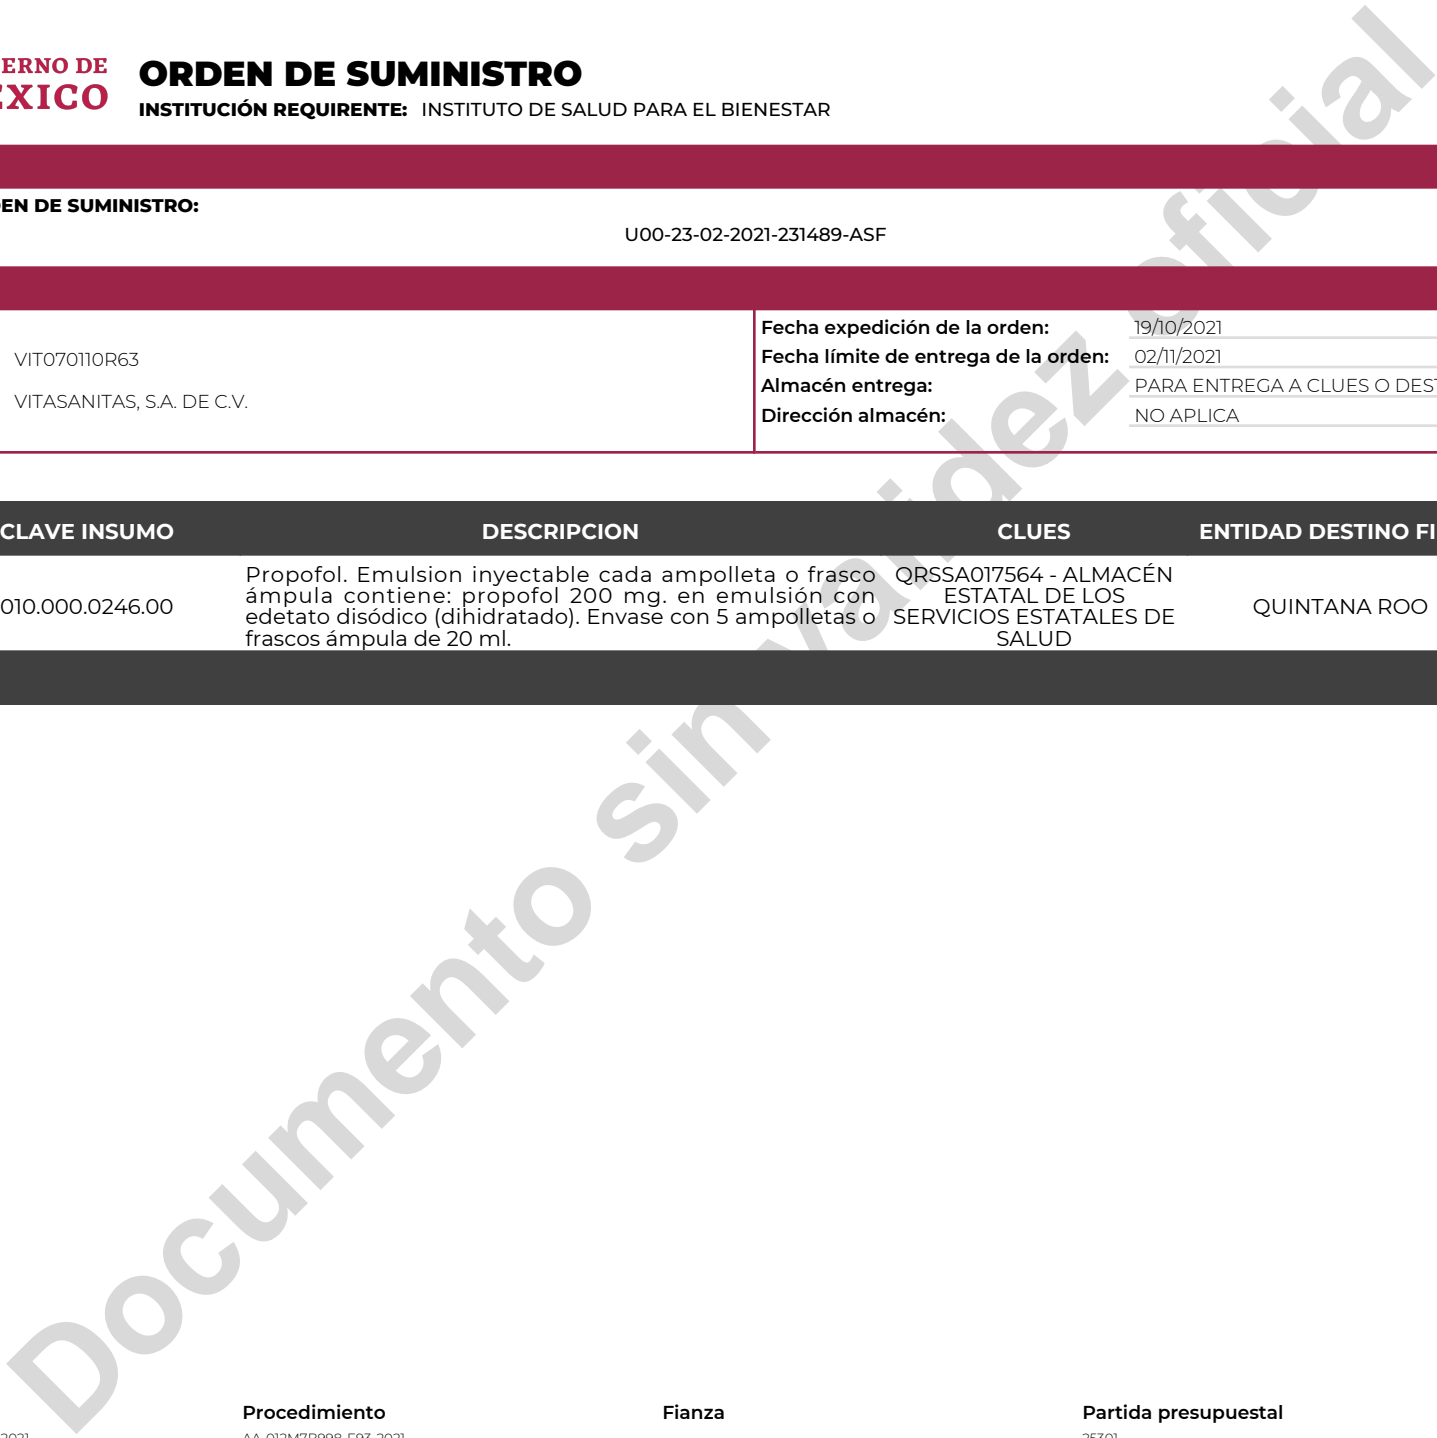 ERNO DE
EXICO
ORDEN DE SUMINISTRO
INSTITUCIÓN REQUIRENTE: INSTITUTO DE SALUD PARA EL BIENESTAR
EN DE SUMINISTRO:
U00-23-02-2021-231489-ASF
VIT070110R63
VITASANITAS, S.A. DE C.V.
Fecha expedición de la orden: 19/10/2021
Fecha límite de entrega de la orden: 02/11/2021
Almacén entrega: PARA ENTREGA A CLUES O DEST
Dirección almacén: NO APLICA
CLAVE INSUMO DESCRIPCION CLUES ENTIDAD DESTINO FI
010.000.0246.00
Propofol. Emulsion inyectable cada ampolleta o frasco
ámpula contiene: propofol 200 mg. en emulsión con
edetato disódico (dihidratado). Envase con 5 ampolletas o
frascos ámpula de 20 ml.
QRSSA017564 - ALMACÉN
ESTATAL DE LOS
SERVICIOS ESTATALES DE
SALUD
QUINTANA ROO
Documento sin validez oficial
Procedimiento Fianza Partida presupuestal